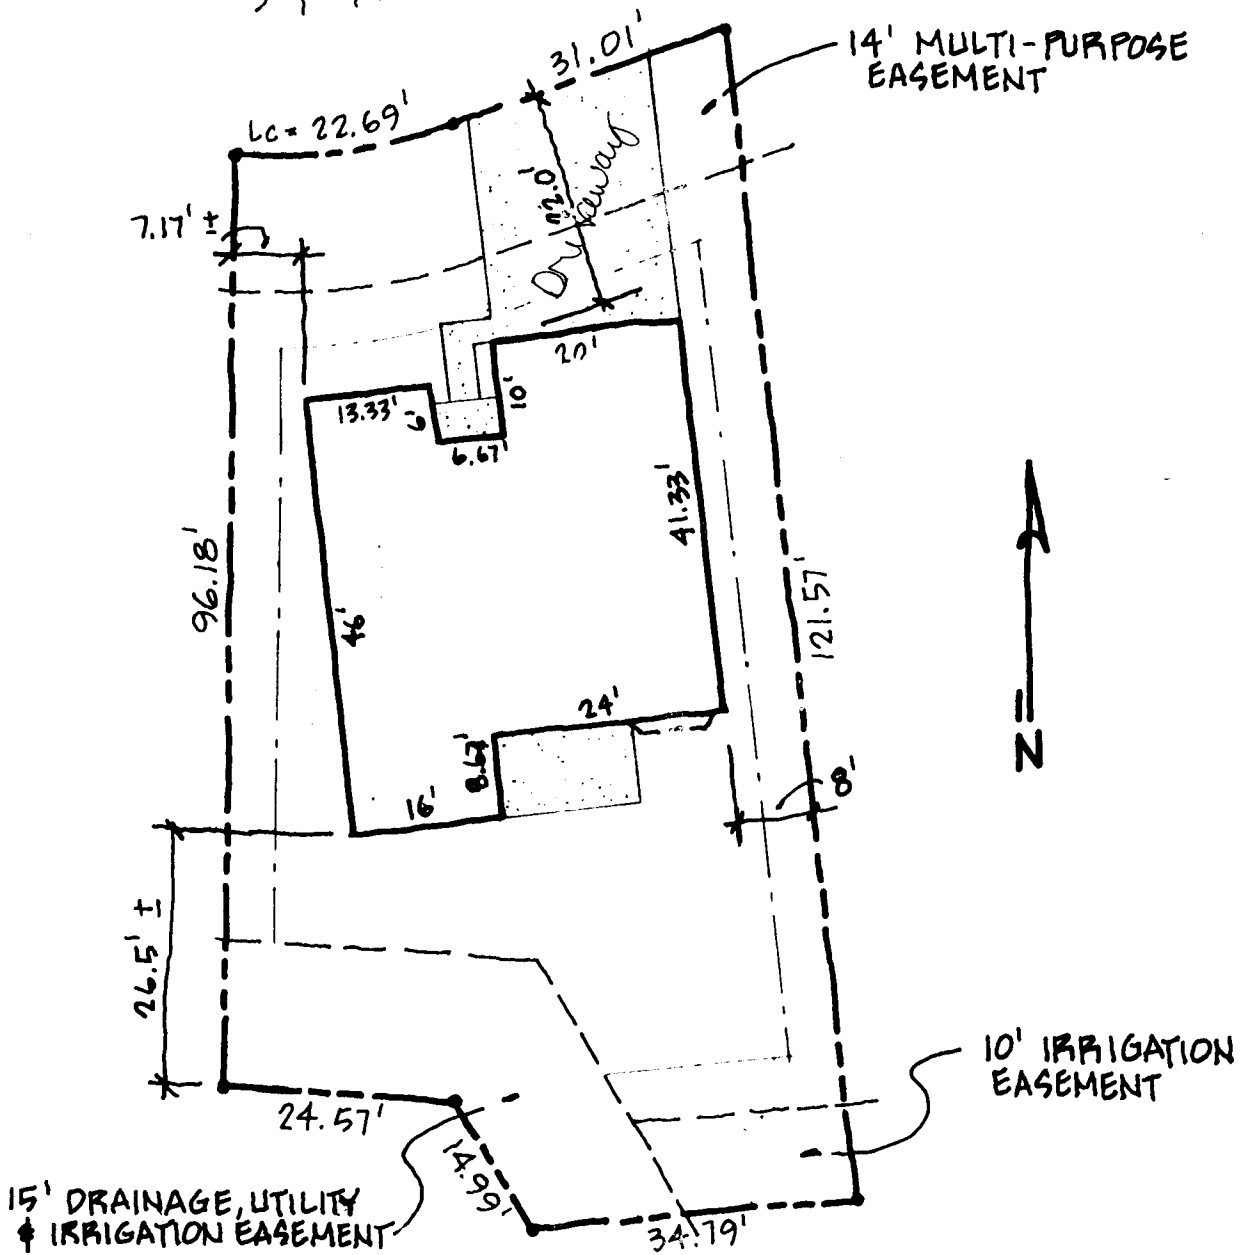 31.01'
14' MULTI-PURPOSE
EASEMENT
Lc = 22.69'
Driveway
7.17' ±
20'
13.33'
6'
10'
6.67'
41.33'
96.18'
46'
121.57'
24'
8.67'
16'
8'
N
26.5' ±
24.57'
14.99'
34.79'
10' IRRIGATION
EASEMENT
15' DRAINAGE, UTILITY
& IRRIGATION EASEMENT